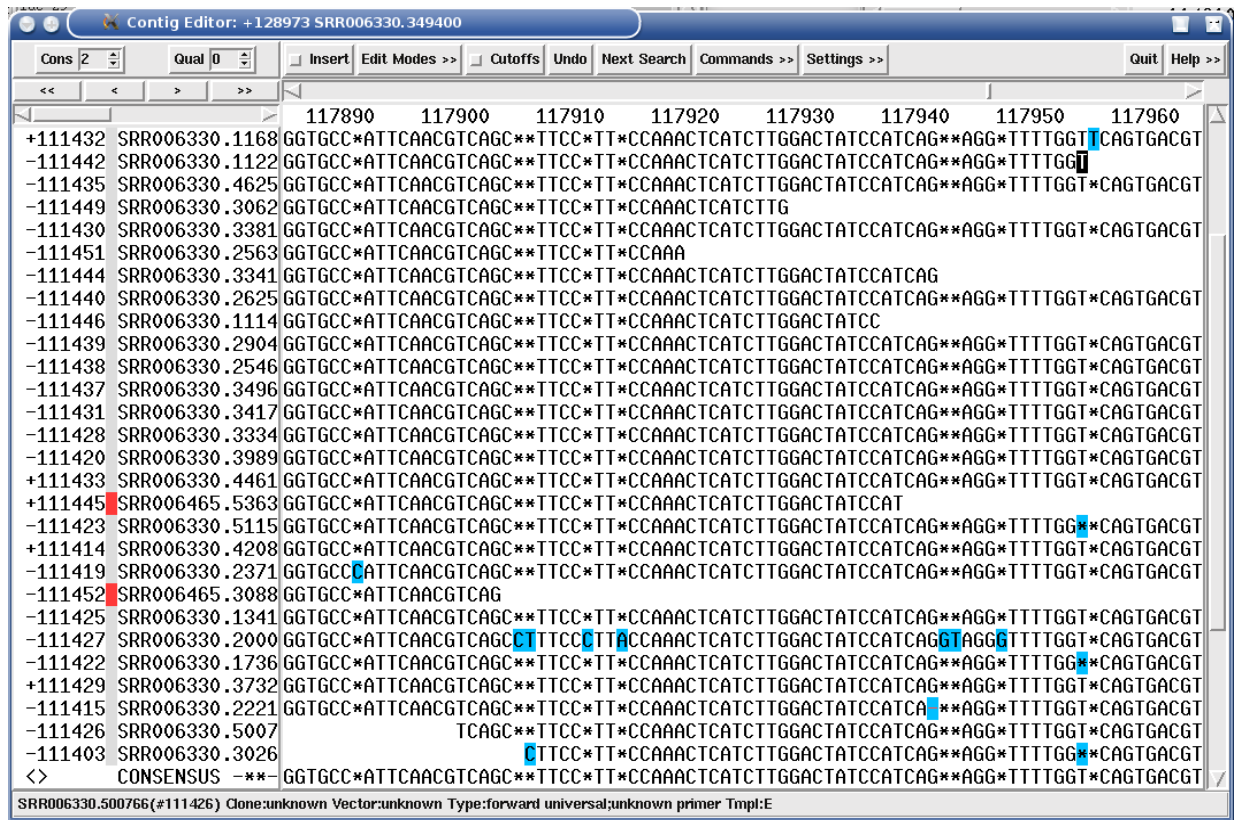 Contig Editor: +128973 SRR006330.349400
Cons 2 Qual 0 Insert Edit Modes >> Cutoffs Undo Next Search Commands >> Settings >> Quit Help >>
<< < > >>
117890 117900 117910 117920 117930 117940 117950 117960
+111432 SRR006330.1168 GGTGCC*ATTCAACGTCAGC**TTCC*TT*CCAAACTCATCTTGGACTATCCATCAG**AGG*TTTTGGTTCAGTGACGT
-111442 SRR006330.1122 GGTGCC*ATTCAACGTCAGC**TTCC*TT*CCAAACTCATCTTGGACTATCCATCAG**AGG*TTTTGGT
-111435 SRR006330.4625 GGTGCC*ATTCAACGTCAGC**TTCC*TT*CCAAACTCATCTTGGACTATCCATCAG**AGG*TTTTGGT*CAGTGACGT
-111449 SRR006330.3062 GGTGCC*ATTCAACGTCAGC**TTCC*TT*CCAAACTCATCTTG
-111430 SRR006330.3381 GGTGCC*ATTCAACGTCAGC**TTCC*TT*CCAAACTCATCTTGGACTATCCATCAG**AGG*TTTTGGT*CAGTGACGT
-111451 SRR006330.2563 GGTGCC*ATTCAACGTCAGC**TTCC*TT*CCAAA
-111444 SRR006330.3341 GGTGCC*ATTCAACGTCAGC**TTCC*TT*CCAAACTCATCTTGGACTATCCATCAG
-111440 SRR006330.2625 GGTGCC*ATTCAACGTCAGC**TTCC*TT*CCAAACTCATCTTGGACTATCCATCAG**AGG*TTTTGGT*CAGTGACGT
-111446 SRR006330.1114 GGTGCC*ATTCAACGTCAGC**TTCC*TT*CCAAACTCATCTTGGACTATCC
-111439 SRR006330.2904 GGTGCC*ATTCAACGTCAGC**TTCC*TT*CCAAACTCATCTTGGACTATCCATCAG**AGG*TTTTGGT*CAGTGACGT
-111438 SRR006330.2546 GGTGCC*ATTCAACGTCAGC**TTCC*TT*CCAAACTCATCTTGGACTATCCATCAG**AGG*TTTTGGT*CAGTGACGT
-111437 SRR006330.3496 GGTGCC*ATTCAACGTCAGC**TTCC*TT*CCAAACTCATCTTGGACTATCCATCAG**AGG*TTTTGGT*CAGTGACGT
-111431 SRR006330.3417 GGTGCC*ATTCAACGTCAGC**TTCC*TT*CCAAACTCATCTTGGACTATCCATCAG**AGG*TTTTGGT*CAGTGACGT
-111428 SRR006330.3334 GGTGCC*ATTCAACGTCAGC**TTCC*TT*CCAAACTCATCTTGGACTATCCATCAG**AGG*TTTTGGT*CAGTGACGT
-111420 SRR006330.3989 GGTGCC*ATTCAACGTCAGC**TTCC*TT*CCAAACTCATCTTGGACTATCCATCAG**AGG*TTTTGGT*CAGTGACGT
+111433 SRR006330.4461 GGTGCC*ATTCAACGTCAGC**TTCC*TT*CCAAACTCATCTTGGACTATCCATCAG**AGG*TTTTGGT*CAGTGACGT
+111445 SRR006465.5363 GGTGCC*ATTCAACGTCAGC**TTCC*TT*CCAAACTCATCTTGGACTATCCAT
-111423 SRR006330.5115 GGTGCC*ATTCAACGTCAGC**TTCC*TT*CCAAACTCATCTTGGACTATCCATCAG**AGG*TTTTGG**CAGTGACGT
+111414 SRR006330.4208 GGTGCC*ATTCAACGTCAGC**TTCC*TT*CCAAACTCATCTTGGACTATCCATCAG**AGG*TTTTGGT*CAGTGACGT
-111419 SRR006330.2371 GGTGCCCATTCAACGTCAGC**TTCC*TT*CCAAACTCATCTTGGACTATCCATCAG**AGG*TTTTGGT*CAGTGACGT
-111452 SRR006465.3088 GGTGCC*ATTCAACGTCAG
-111425 SRR006330.1341 GGTGCC*ATTCAACGTCAGC**TTCC*TT*CCAAACTCATCTTGGACTATCCATCAG**AGG*TTTTGGT*CAGTGACGT
-111427 SRR006330.2000 GGTGCC*ATTCAACGTCAGCCTTTCCCTTACCAAACTCATCTTGGACTATCCATCAGGTAGGGTTTTGGT*CAGTGACGT
-111422 SRR006330.1736 GGTGCC*ATTCAACGTCAGC**TTCC*TT*CCAAACTCATCTTGGACTATCCATCAG**AGG*TTTTGG**CAGTGACGT
+111429 SRR006330.3732 GGTGCC*ATTCAACGTCAGC**TTCC*TT*CCAAACTCATCTTGGACTATCCATCAG**AGG*TTTTGGT*CAGTGACGT
-111415 SRR006330.2221 GGTGCC*ATTCAACGTCAGC**TTCC*TT*CCAAACTCATCTTGGACTATCCATCA-**AGG*TTTTGGT*CAGTGACGT
-111426 SRR006330.5007 TCAGC**TTCC*TT*CCAAACTCATCTTGGACTATCCATCAG**AGG*TTTTGGT*CAGTGACGT
-111403 SRR006330.3026 CTTCC*TT*CCAAACTCATCTTGGACTATCCATCAG**AGG*TTTTGG**CAGTGACGT
<> CONSENSUS -**- GGTGCC*ATTCAACGTCAGC**TTCC*TT*CCAAACTCATCTTGGACTATCCATCAG**AGG*TTTTGGT*CAGTGACGT
SRR006330.500766(#111426) Clone:unknown Vector:unknown Type:forward universal;unknown primer Tmpl:E